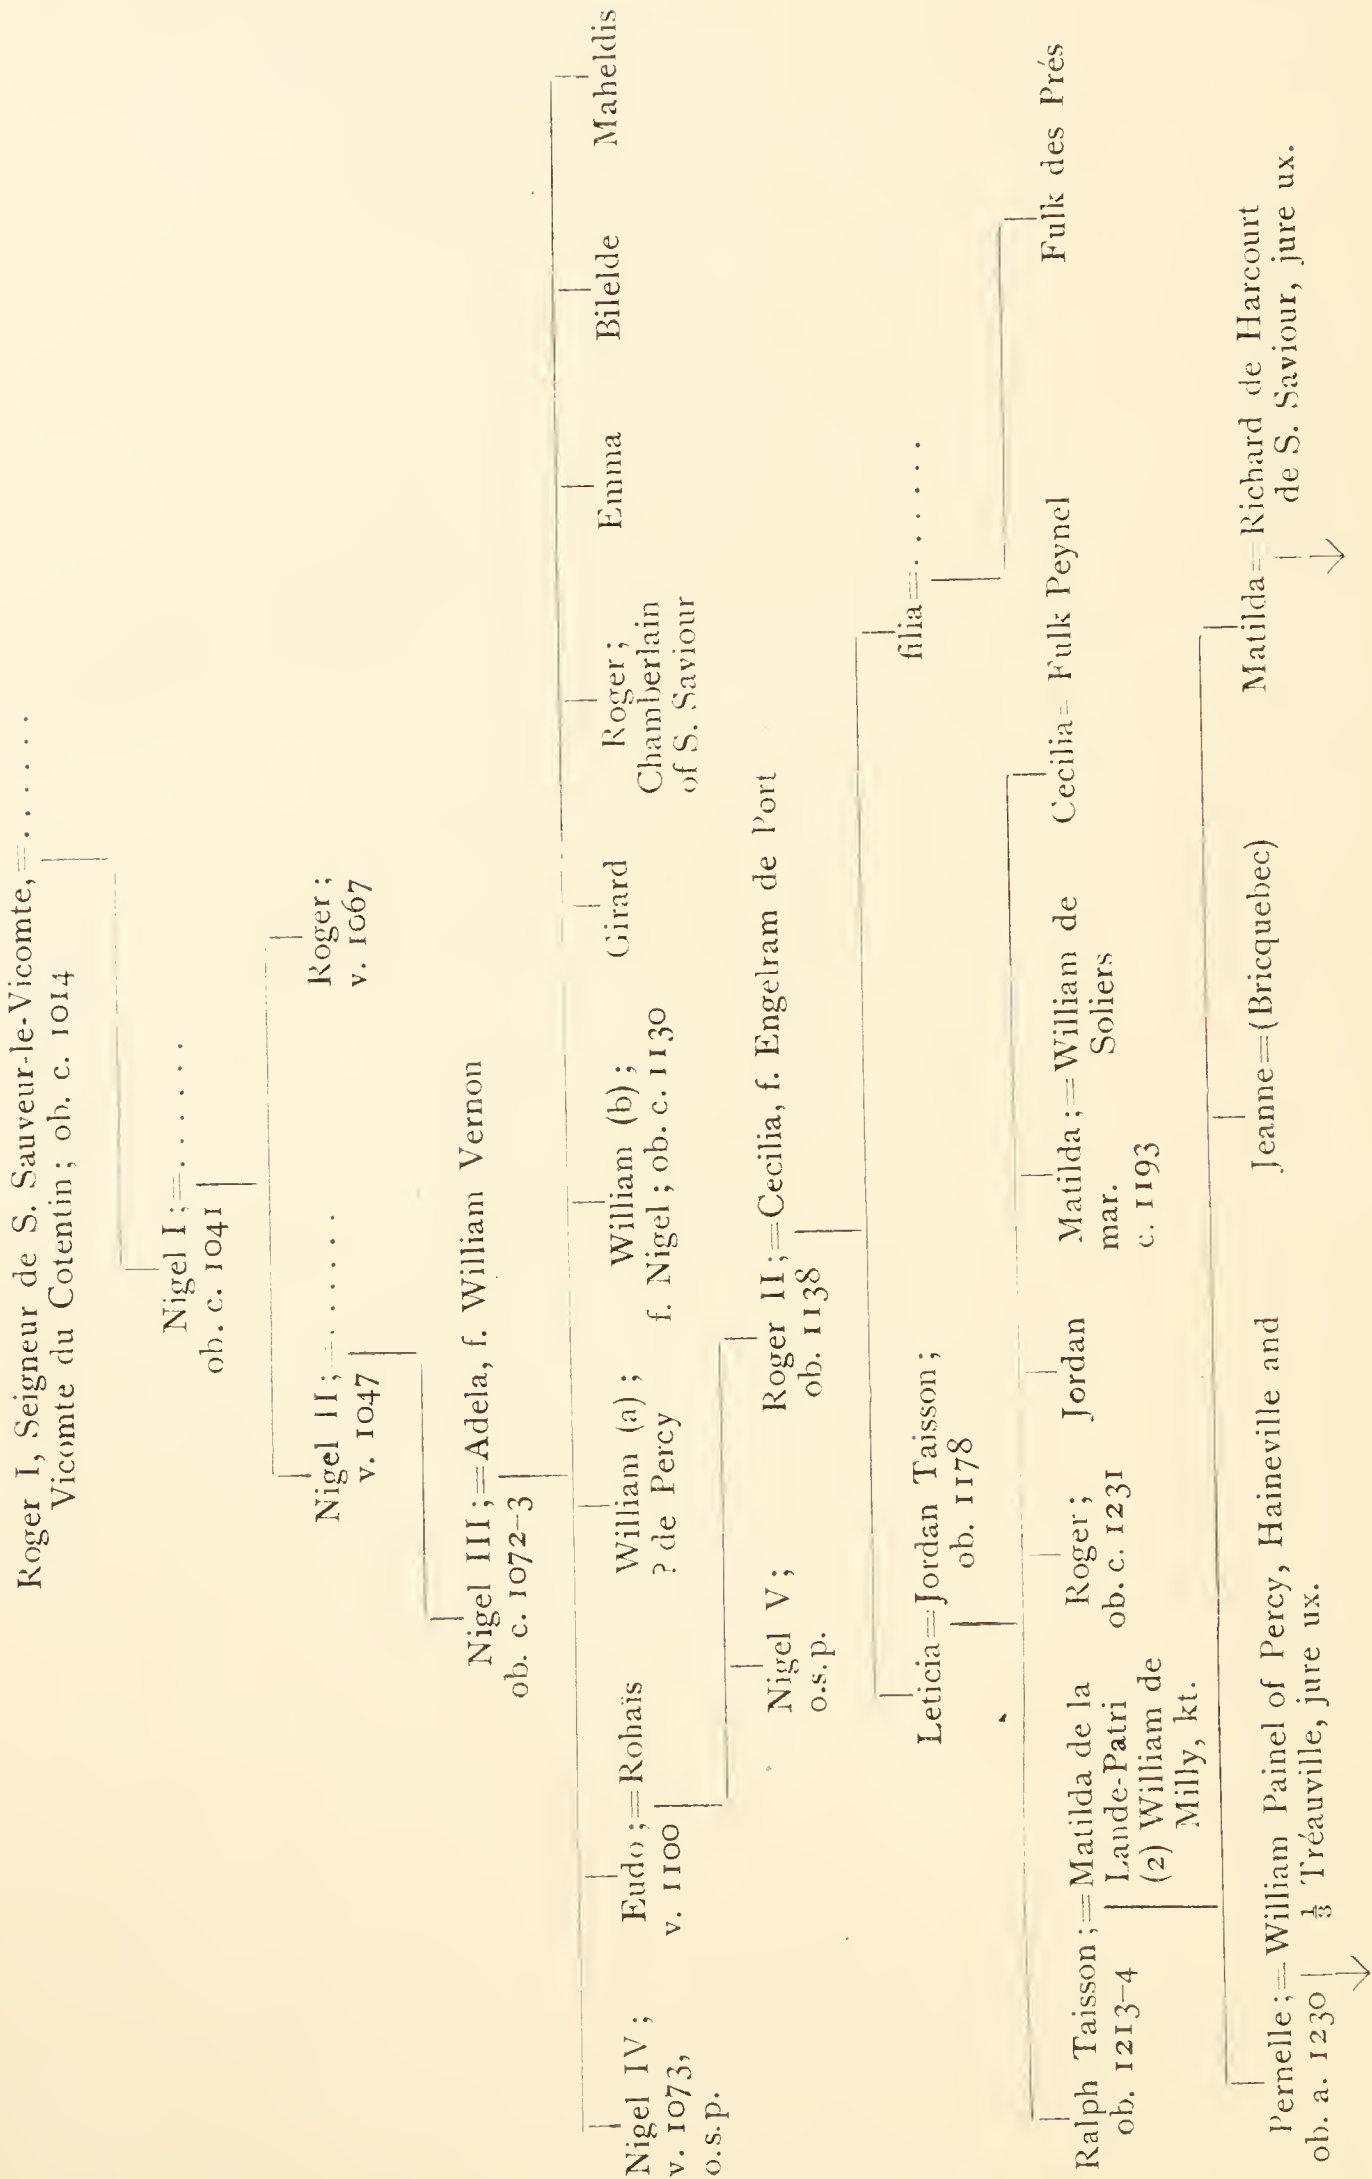 Roger I, Seigneur de S. Sauveur-le-Vicomte,=......
Vicomte du Cotentin; ob. c. 1014
Nigel I;=......
ob. c. 1041
Nigel II;=......
v. 1047
Roger;
v. 1067
Nigel III;=Adela, f. William Vernon
ob. c. 1072-3
Nigel IV;
v. 1073,
o.s.p.
Eudo;=Rohaïs
v. 1100
William (a);
? de Percy
William (b);
f. Nigel; ob. c. 1130
Girard
Roger;
Chamberlain
of S. Saviour
Emma
Bilelde
Maheldis
Nigel V;
o.s.p.
Roger II;=Cecilia, f. Engelram de Port
ob. 1138
Leticia=Jordan Taisson;
ob. 1178
filia=......
Ralph Taisson;=Matilda de la
ob. 1213-4 Lande-Patri
(2) William de
Milly, kt.
Roger;
ob. c. 1231
Jordan
Matilda;=William de
mar. Soliers
c. 1193
Cecilia=Fulk Peynel
Fulk des Prés
Pernelle;=William Painel of Percy, Haineville and
ob. a. 1230 ⅓ Tréauville, jure ux.
Jeanne=(Bricquebec)
Matilda=Richard de Harcourt
de S. Saviour, jure ux.